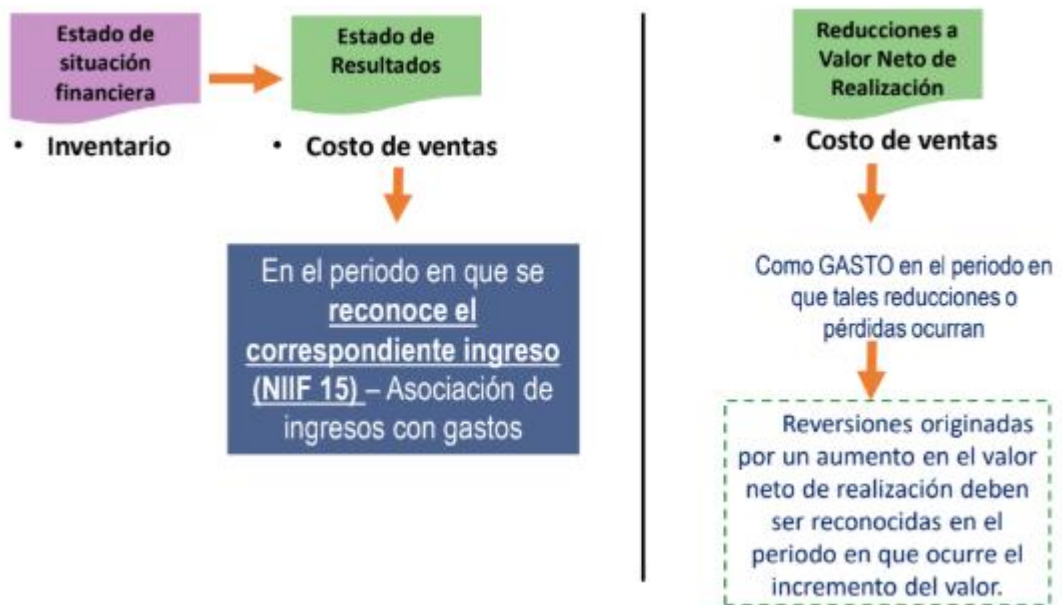 Estado de
situación
financiera
• Inventario
Estado de
Resultados
• Costo de ventas
En el periodo en que se
reconoce el
correspondiente ingreso
(NIIF 15) – Asociación de
ingresos con gastos
Reducciones a
Valor Neto de
Realización
• Costo de ventas
Como GASTO en el periodo en
que tales reducciones o
pérdidas ocurran
Reversiones originadas
por un aumento en el valor
neto de realización deben
ser reconocidas en el
periodo en que ocurre el
incremento del valor.